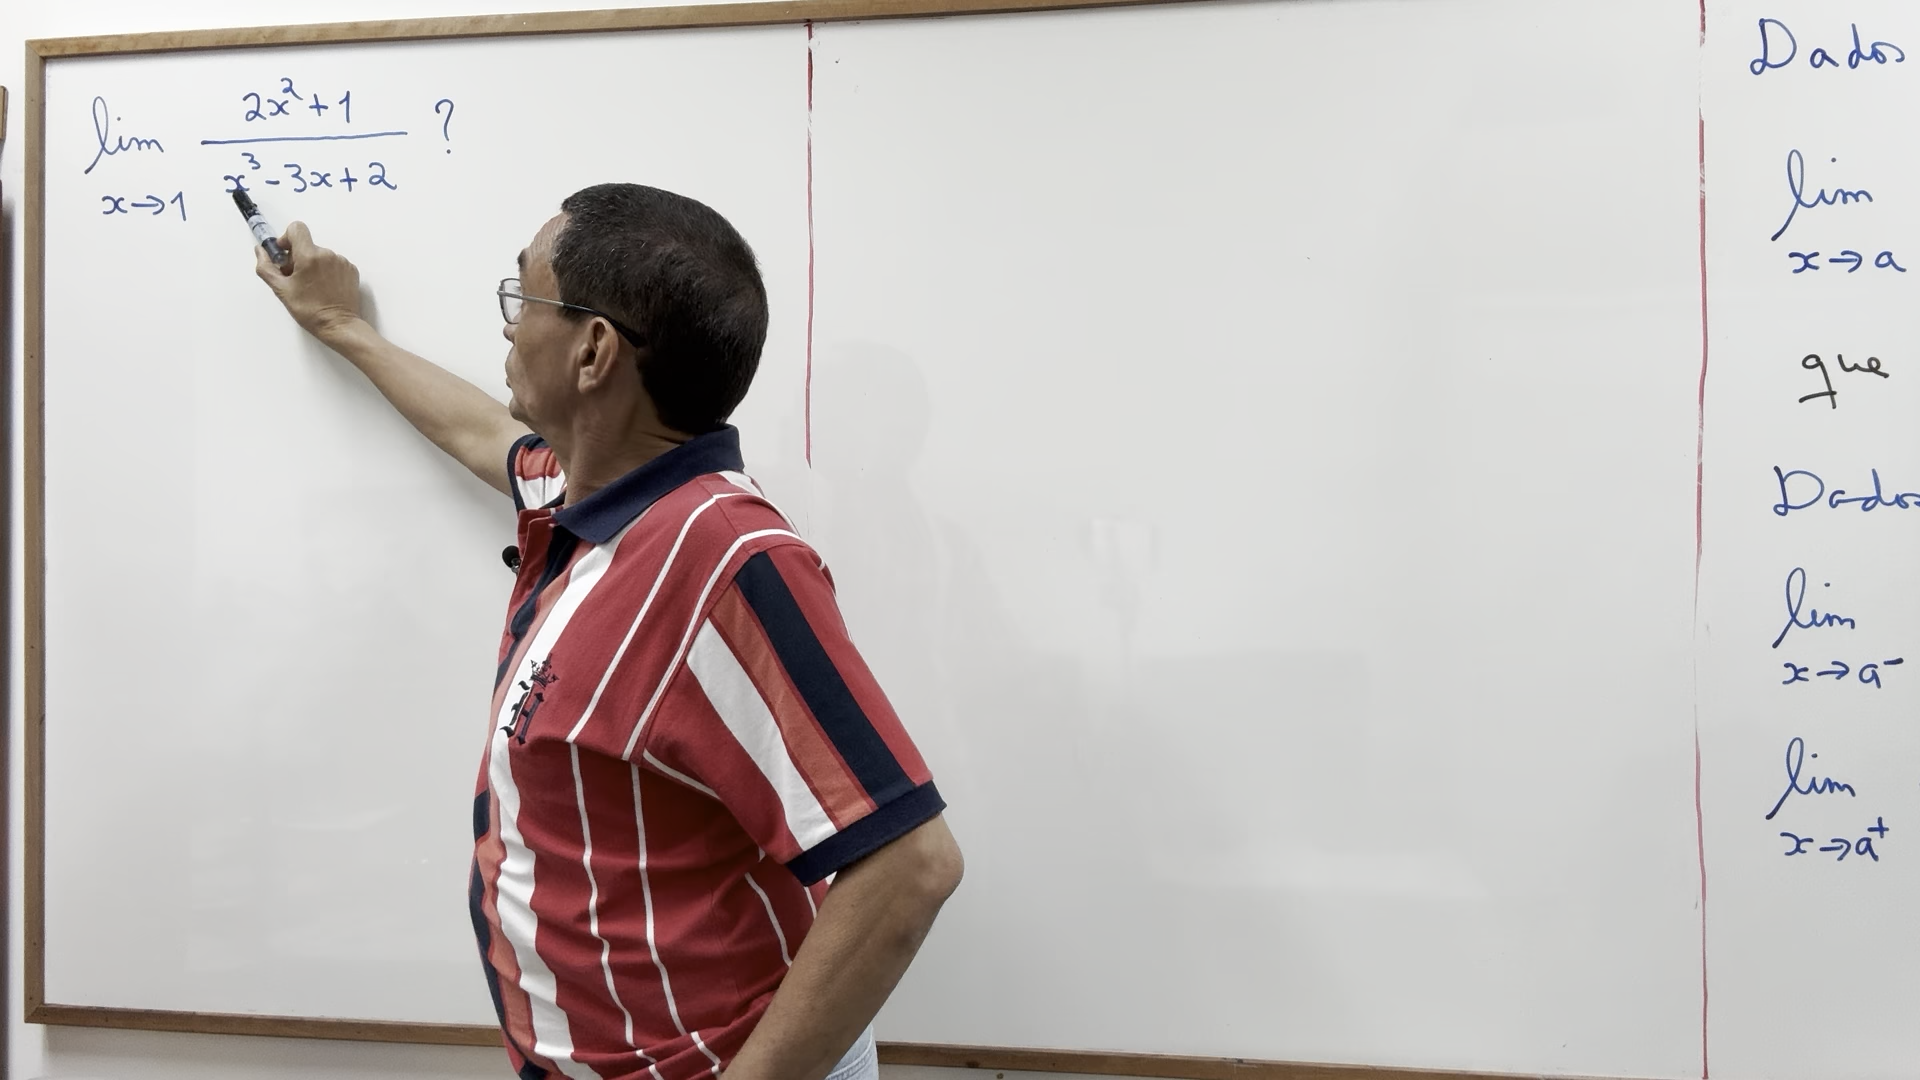 lim 2x²+1 / x³-3x+2 ?
x→1
Dados
lim
x→a
que
Dados
lim
x→a⁻
lim
x→a⁺
H